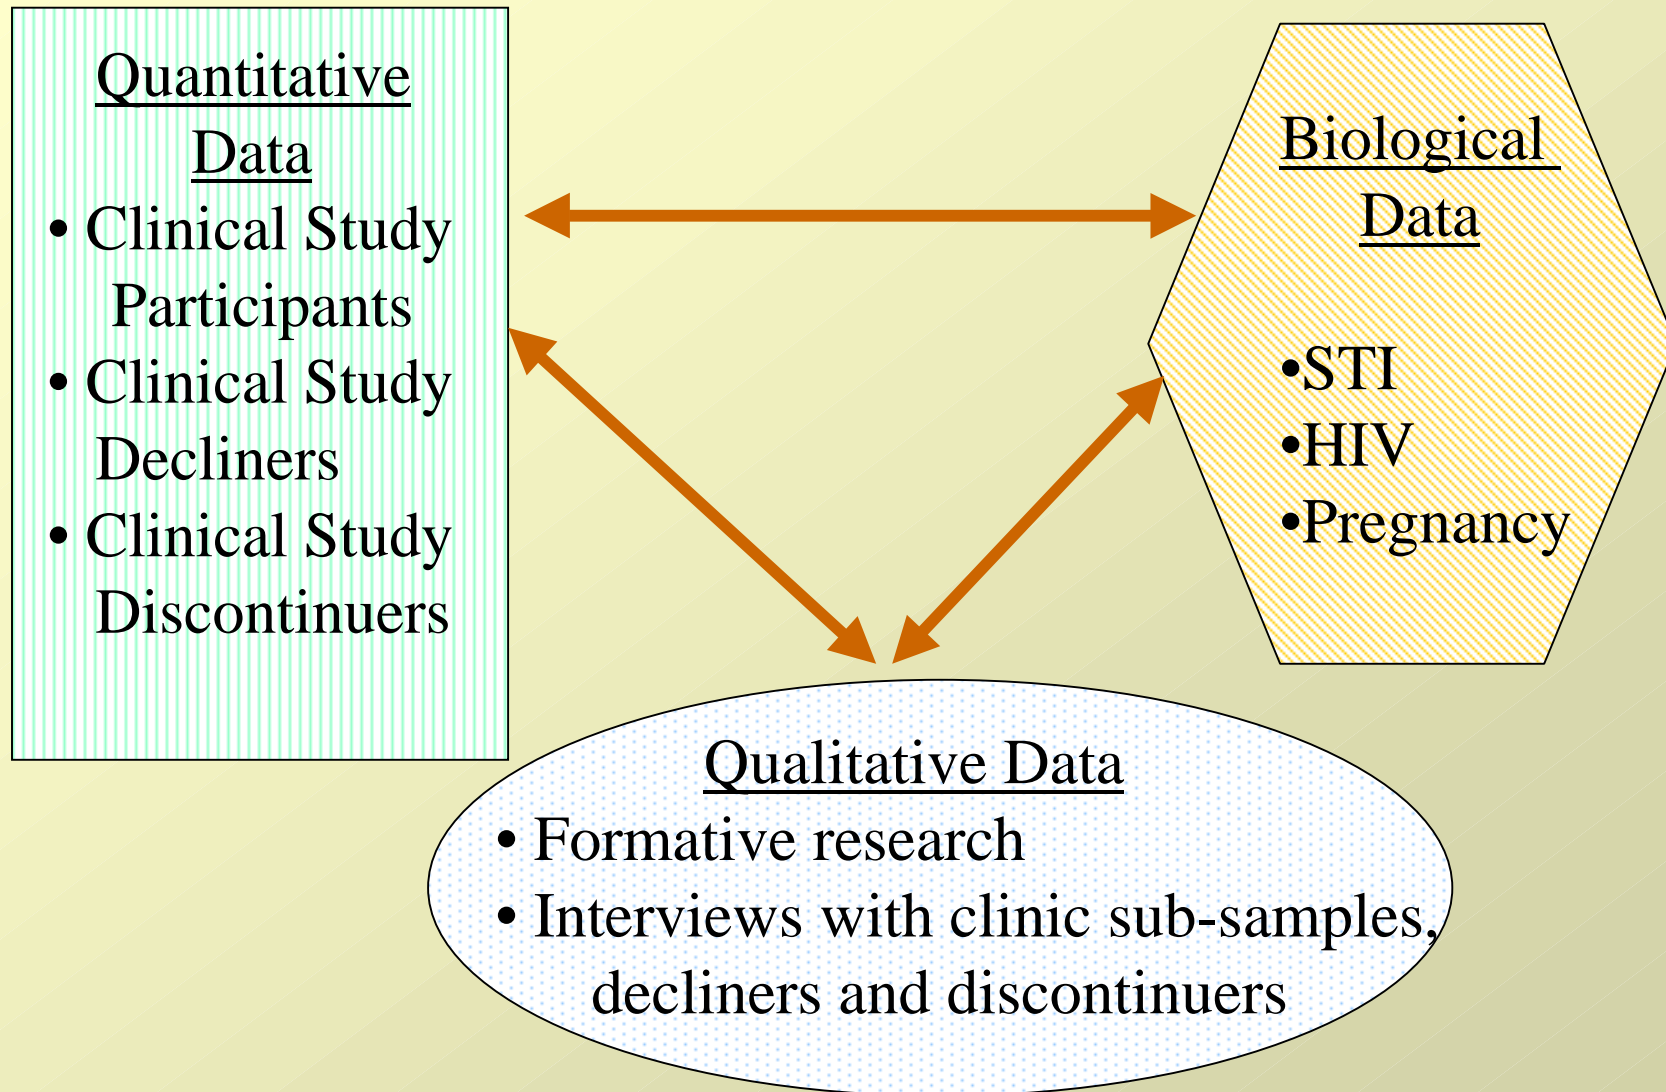 Quantitative
Data
• Clinical Study
Participants
• Clinical Study
Decliners
• Clinical Study
Discontinuers
Biological
Data
•STI
•HIV
•Pregnancy
Qualitative Data
• Formative research
• Interviews with clinic sub-samples,
decliners and discontinuers